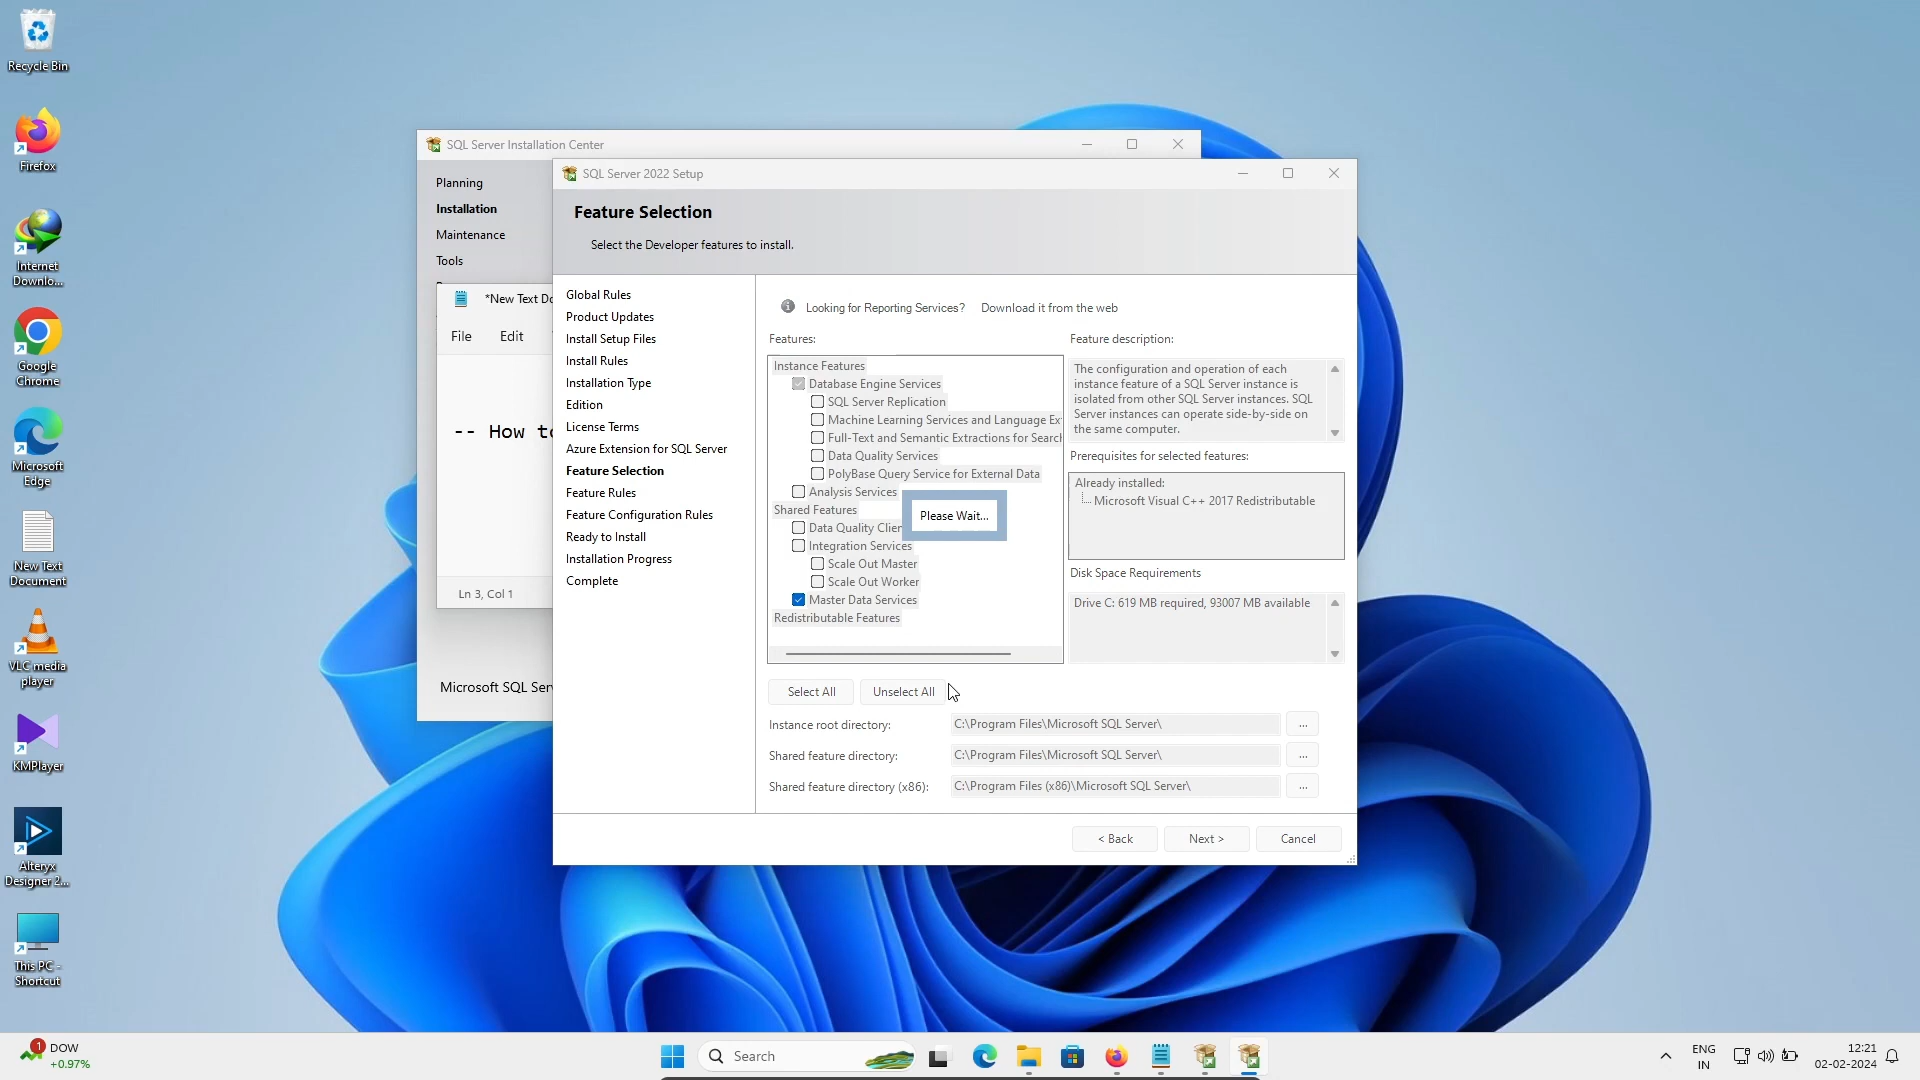 Recycle Bin
Firefox
Internet
Downlo...
Google
Chrome
Microsoft
Edge
New Text
Document
VLC media
player
KMPlayer
Alteryx
Designer 2...
This PC -
Shortcut
SQL Server Installation Center
Planning
Installation
Maintenance
Tools
*New Text Do
File Edit
-- How to
Ln 3, Col 1
Microsoft SQL Serv
SQL Server 2022 Setup
Feature Selection
Select the Developer features to install.
Global Rules
Product Updates
Install Setup Files
Install Rules
Installation Type
Edition
License Terms
Azure Extension for SQL Server
Feature Selection
Feature Rules
Feature Configuration Rules
Ready to Install
Installation Progress
Complete
Looking for Reporting Services? Download it from the web
Features:
Instance Features
Database Engine Services
SQL Server Replication
Machine Learning Services and Language Ex
Full-Text and Semantic Extractions for Search
Data Quality Services
PolyBase Query Service for External Data
Analysis Services
Shared Features
Data Quality Clien
Integration Services
Scale Out Master
Scale Out Worker
Master Data Services
Redistributable Features
Please Wait...
Feature description:
The configuration and operation of each
instance feature of a SQL Server instance is
isolated from other SQL Server instances. SQL
Server instances can operate side-by-side on
the same computer.
Prerequisites for selected features:
Already installed:
Microsoft Visual C++ 2017 Redistributable
Disk Space Requirements
Drive C: 619 MB required, 93007 MB available
Select All Unselect All
Instance root directory: C:\Program Files\Microsoft SQL Server\ ...
Shared feature directory: C:\Program Files\Microsoft SQL Server\ ...
Shared feature directory (x86): C:\Program Files (x86)\Microsoft SQL Server\ ...
< Back Next > Cancel
1
DOW
+0.97%
Search
ENG
IN
12:21
02-02-2024